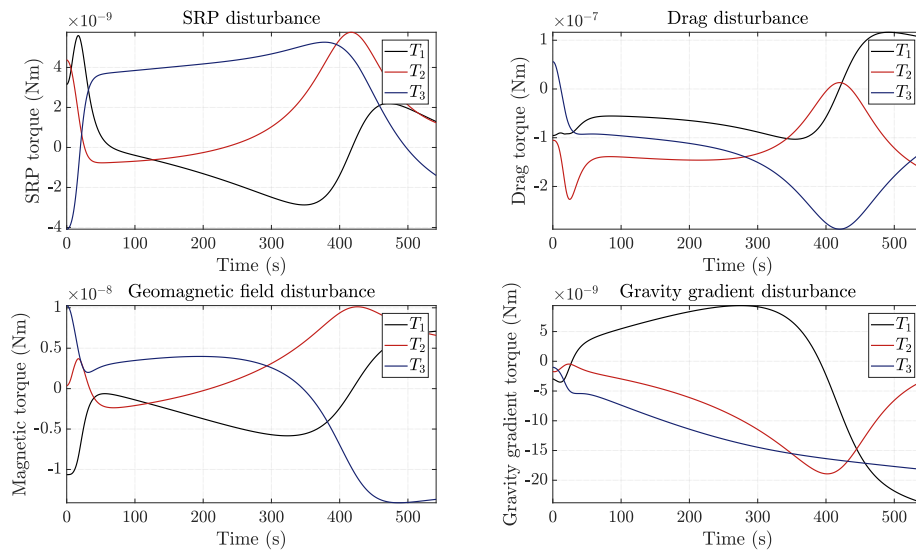 SRP disturbance
×10⁻⁹
SRP torque (Nm)
4
2
0
-2
-4
0 100 200 300 400 500
Time (s)
T₁
T₂
T₃
Drag disturbance
×10⁻⁷
Drag torque (Nm)
1
0
-1
-2
0 100 200 300 400 500
Time (s)
T₁
T₂
T₃
Geomagnetic field disturbance
×10⁻⁸
Magnetic torque (Nm)
1
0.5
0
-0.5
-1
0 100 200 300 400 500
Time (s)
T₁
T₂
T₃
Gravity gradient disturbance
×10⁻⁹
Gravity gradient torque (Nm)
5
0
-5
-10
-15
-20
0 100 200 300 400 500
Time (s)
T₁
T₂
T₃